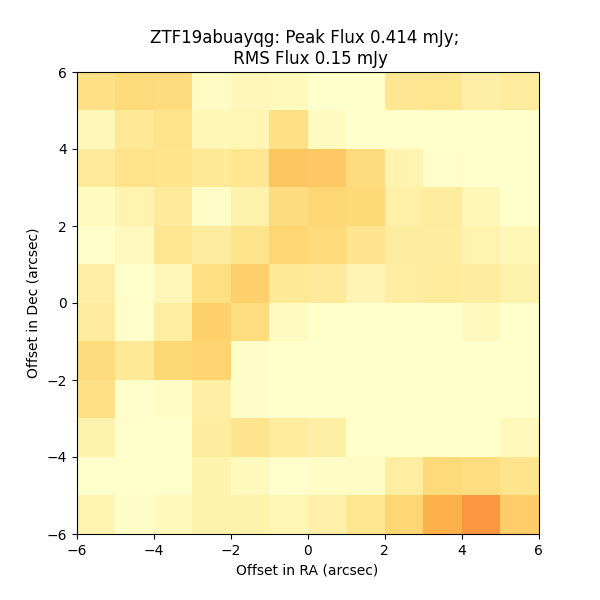 ZTF19abuayqg: Peak Flux 0.414 mJy;
RMS Flux 0.15 mJy
6
4
2
0
−2
−4
−6
Offset in Dec (arcsec)
−6 −4 −2 0 2 4 6
Offset in RA (arcsec)